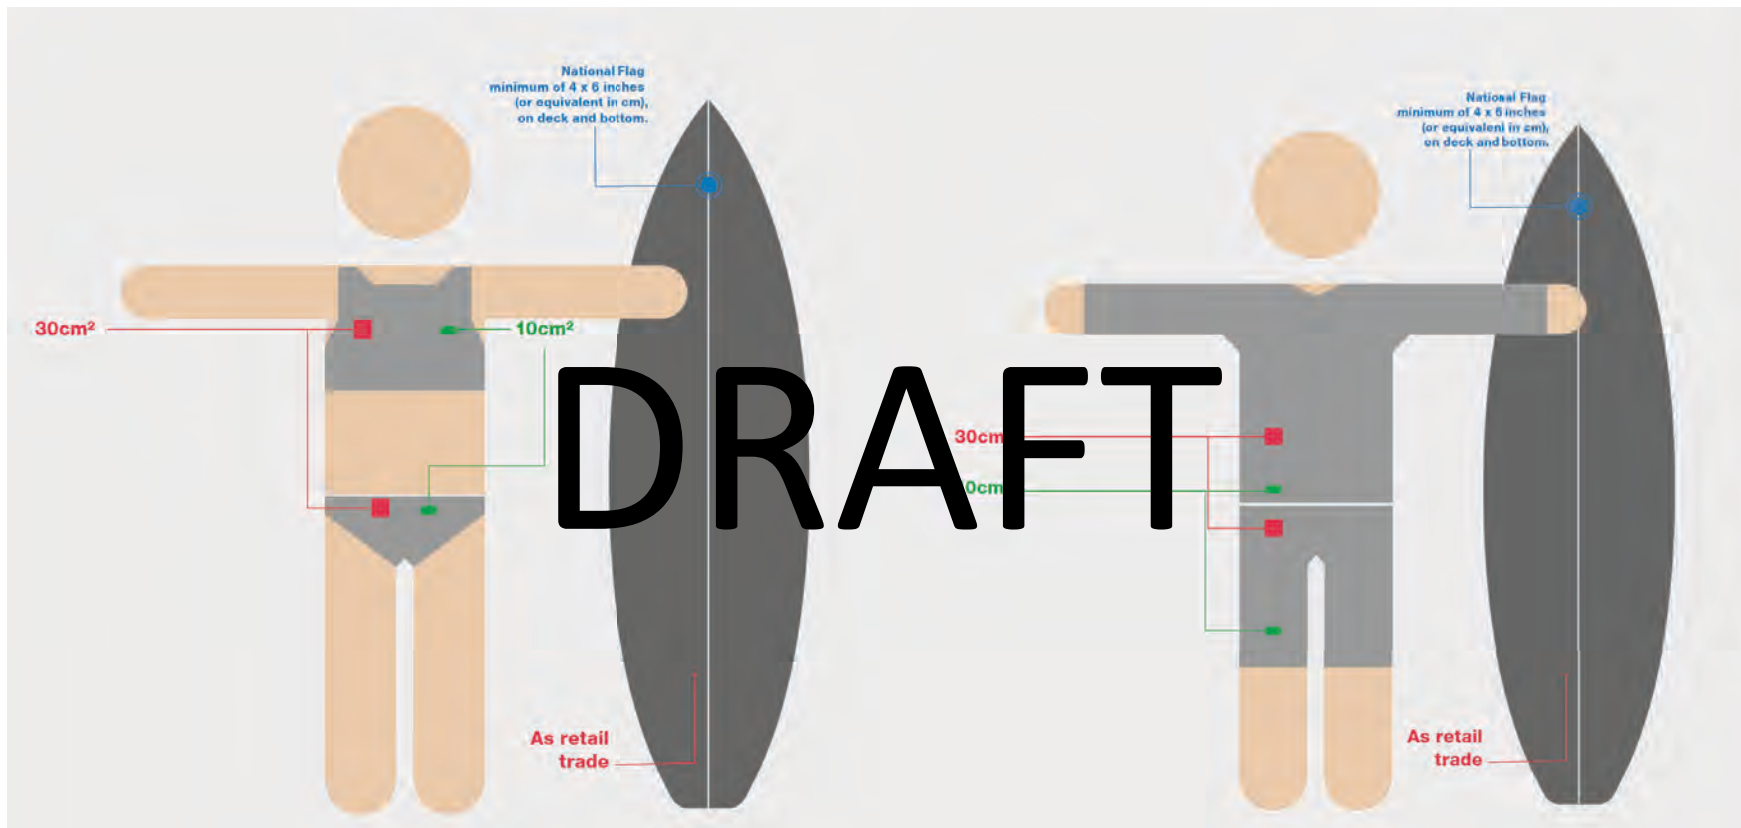 National Flag
minimum of 4 x 6 inches
(or equivalent in cm),
on deck and bottom.
30cm²
10cm²
As retail
trade
DRAFT
National Flag
minimum of 4 x 6 inches
(or equivalent in cm),
on deck and bottom.
30cm
0cm
As retail
trade